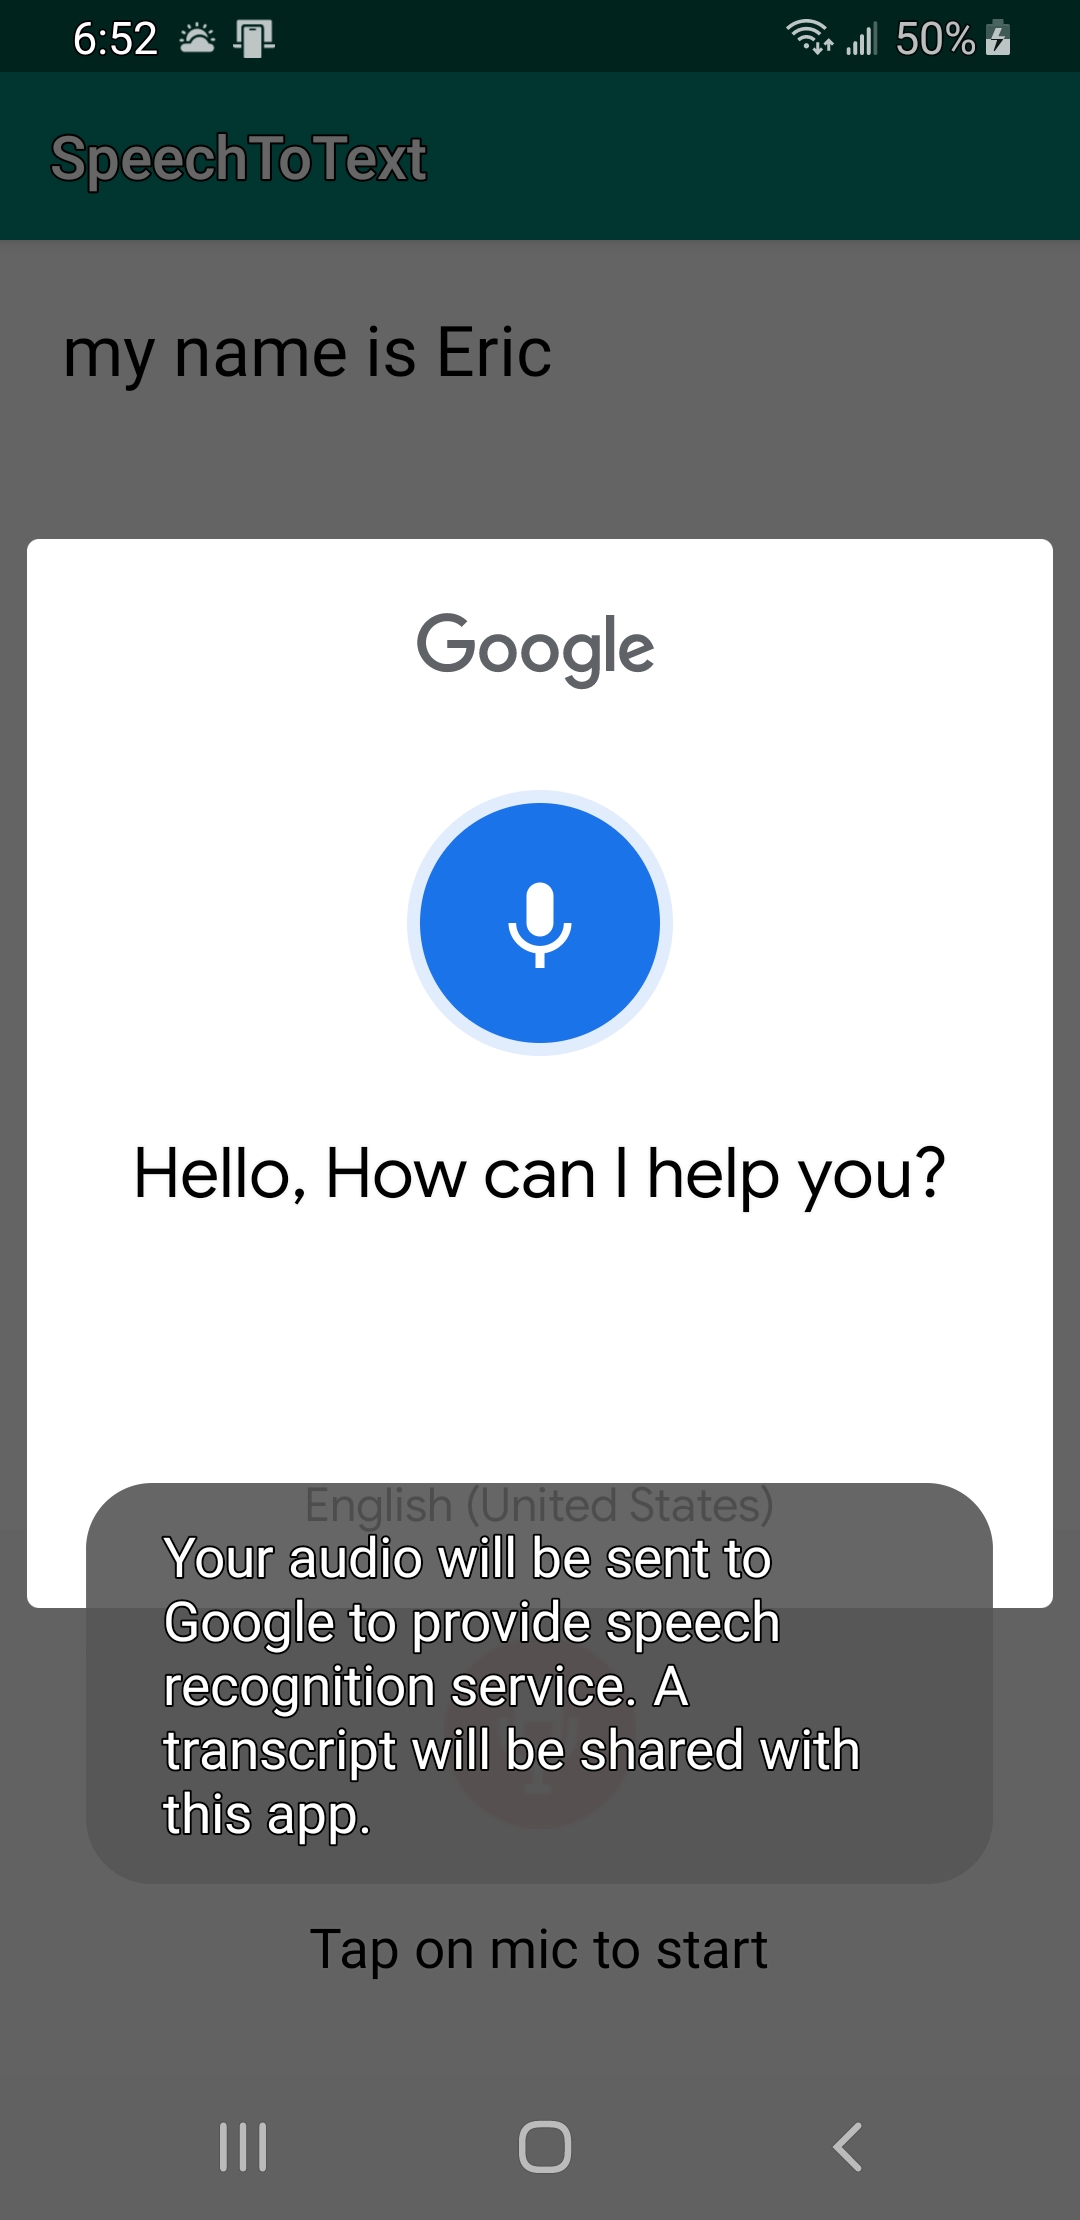 6:52
50%
SpeechToText
my name is Eric
Google
Hello, How can I help you?
English (United States)
Your audio will be sent to
Google to provide speech
recognition service. A
transcript will be shared with
this app.
Tap on mic to start